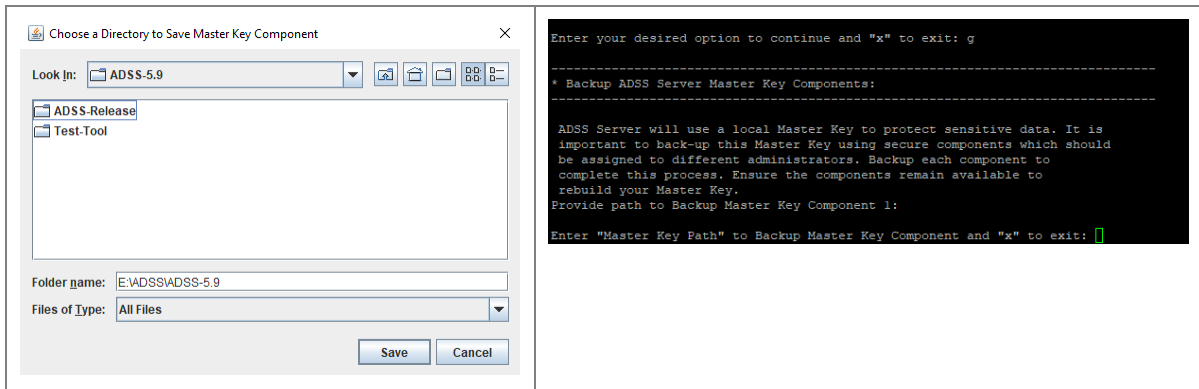 Choose a Directory to Save Master Key Component
Look In:
ADSS-5.9
ADSS-Release
Test-Tool
Folder name:
E:\ADSS\ADSS-5.9
Files of Type:
All Files
Save
Cancel
Enter your desired option to continue and "x" to exit: g
--------------------------------------------------------------------------------
* Backup ADSS Server Master Key Components:
--------------------------------------------------------------------------------
ADSS Server will use a local Master Key to protect sensitive data. It is
important to back-up this Master Key using secure components which should
be assigned to different administrators. Backup each component to
complete this process. Ensure the components remain available to
rebuild your Master Key.
Provide path to Backup Master Key Component 1:
Enter "Master Key Path" to Backup Master Key Component and "x" to exit: